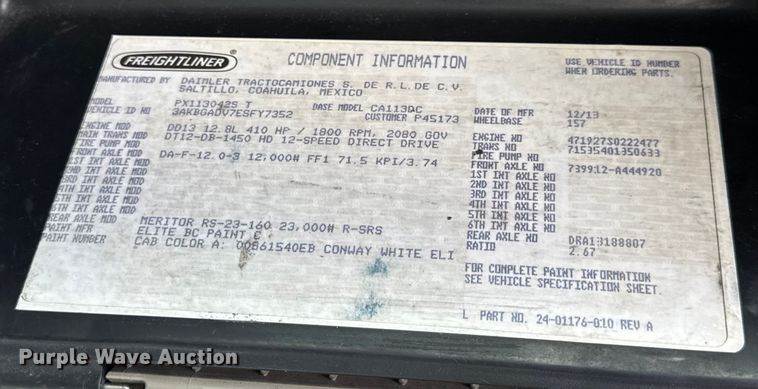 FREIGHTLINER®
COMPONENT INFORMATION
USE VEHICLE ID NUMBER
WHEN ORDERING PARTS.
MANUFACTURED BY DAIMLER TRACTOCAMIONES S. DE R.L.DE C.V.
SALTILLO, COAHUILA, MEXICO
MODEL PX113042S T BASE MODEL CA113DC DATE OF MFR 12/13
VEHICLE ID NO 3AKBGADV7ESFY7352 CUSTOMER P45173 WHEELBASE 157
ENGINE MOD DD13 12.8L 410 HP / 1800 RPM, 2080 GOV ENGINE NO 471927S0222477
MAIN TRANS MOD DT12-DB-1450 HD 12-SPEED DIRECT DRIVE TRANS NO 71535401350633
FIRE PUMP MOD FIRE PUMP NO
FRONT AXLE MOD DA-F-12.0-3 12,000# FF1 71.5 KPI/3.74 FRONT AXLE NO 739912-A444920
1ST INT AXLE MOD 1ST INT AXLE NO
2ND INT AXLE MOD 2ND INT AXLE NO
3RD INT AXLE MOD 3RD INT AXLE NO
4TH INT AXLE MOD 4TH INT AXLE NO
5TH INT AXLE MOD 5TH INT AXLE NO
6TH INT AXLE MOD 6TH INT AXLE NO
REAR AXLE MOD MERITOR RS-23-160 23,000# R-SRS REAR AXLE NO DRA13188807
PAINT MFR ELITE BC PAINT RATIO 2.67
PAINT NUMBER CAB COLOR A: 00861540EB CONWAY WHITE ELI
FOR COMPLETE PAINT INFORMATION
SEE VEHICLE SPECIFICATION SHEET.
L PART NO. 24-01176-010 REV A
Purple Wave Auction